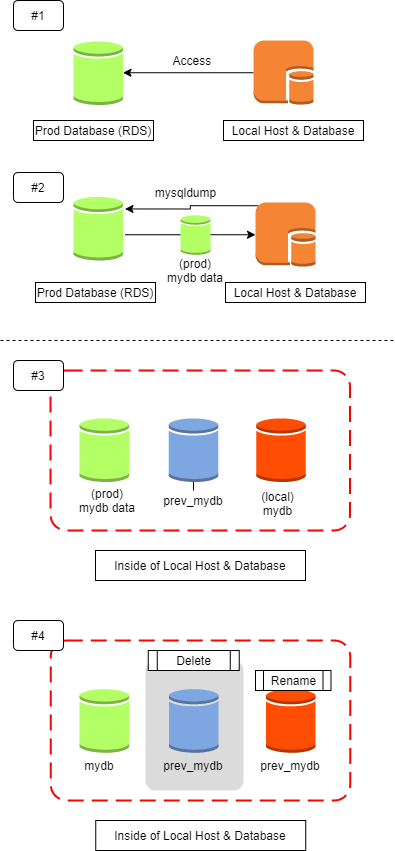 #1
Access
Prod Database (RDS)
Local Host & Database
#2
mysqldump
(prod)
mydb data
Prod Database (RDS)
Local Host & Database
#3
(prod)
mydb data
prev_mydb
(local)
mydb
Inside of Local Host & Database
#4
Delete
Rename
mydb
prev_mydb
prev_mydb
Inside of Local Host & Database